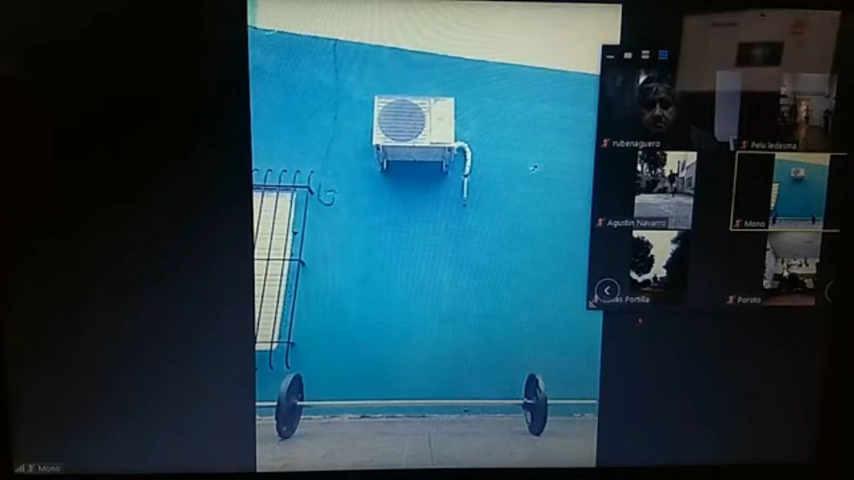 rubenaguero
Pelu ledesma
Agustin Navarro
Mono
Portilla
Poroto
Mono